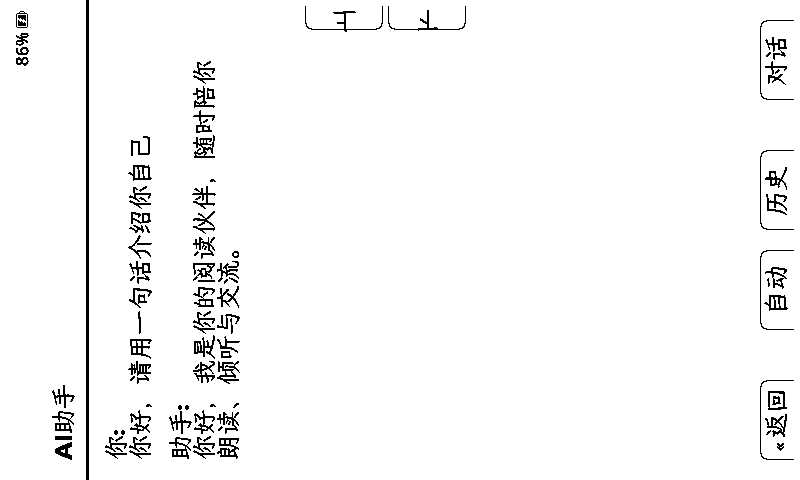 86%
AI助手
你:
你好，请用一句话介绍你自己
助手:
你好，我是你的阅读伙伴，随时陪你
朗读、倾听与交流。
«返回
自动
历史
对话